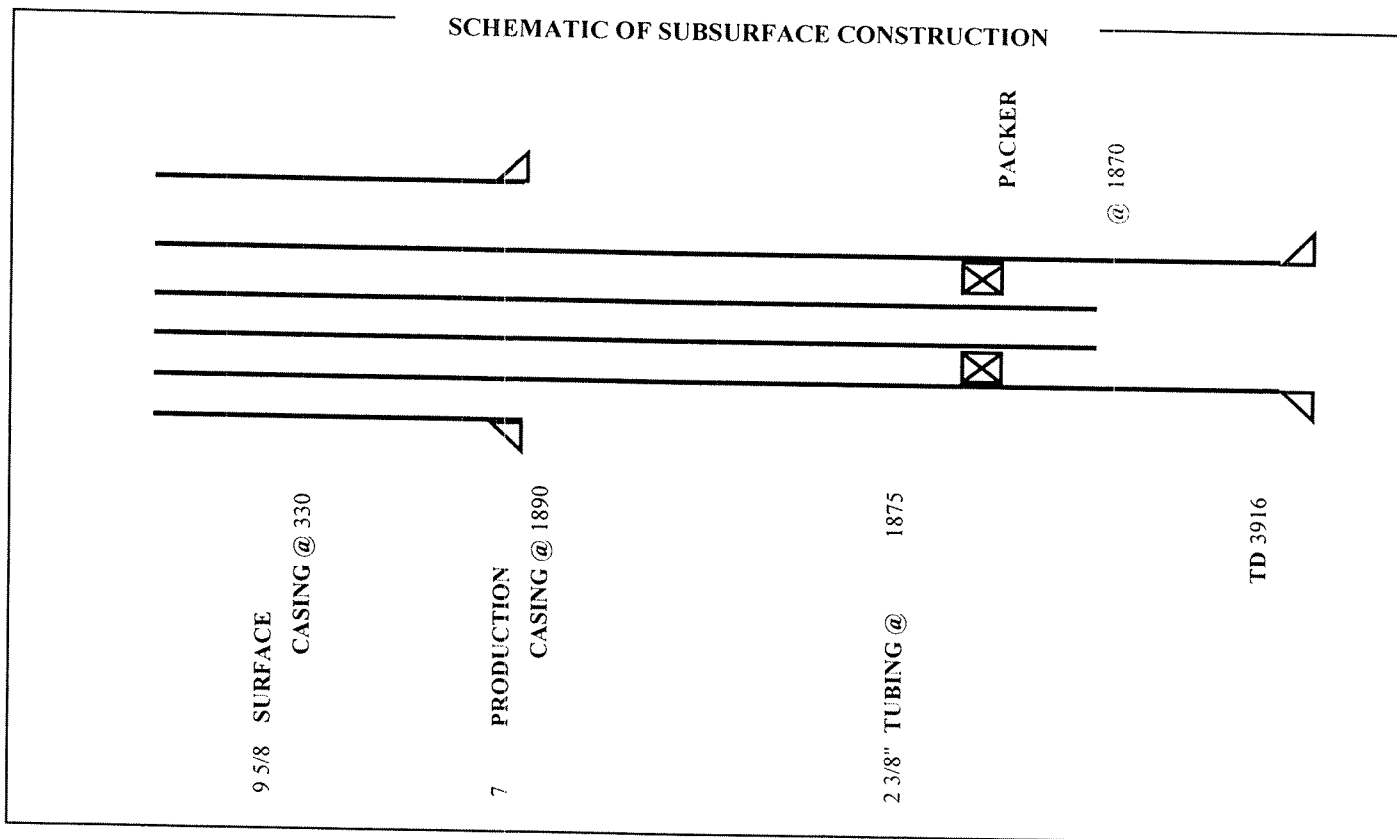 SCHEMATIC OF SUBSURFACE CONSTRUCTION
PACKER
@ 1870
9 5/8 SURFACE
CASING @ 330
7 PRODUCTION
CASING @ 1890
2 3/8" TUBING @ 1875
TD 3916